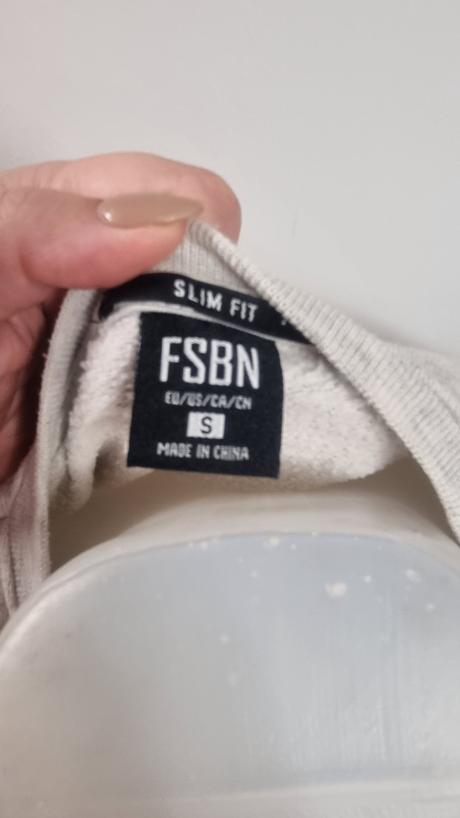 SLIM FIT
FSBN
EU/US/CA/CN
S
MADE IN CHINA